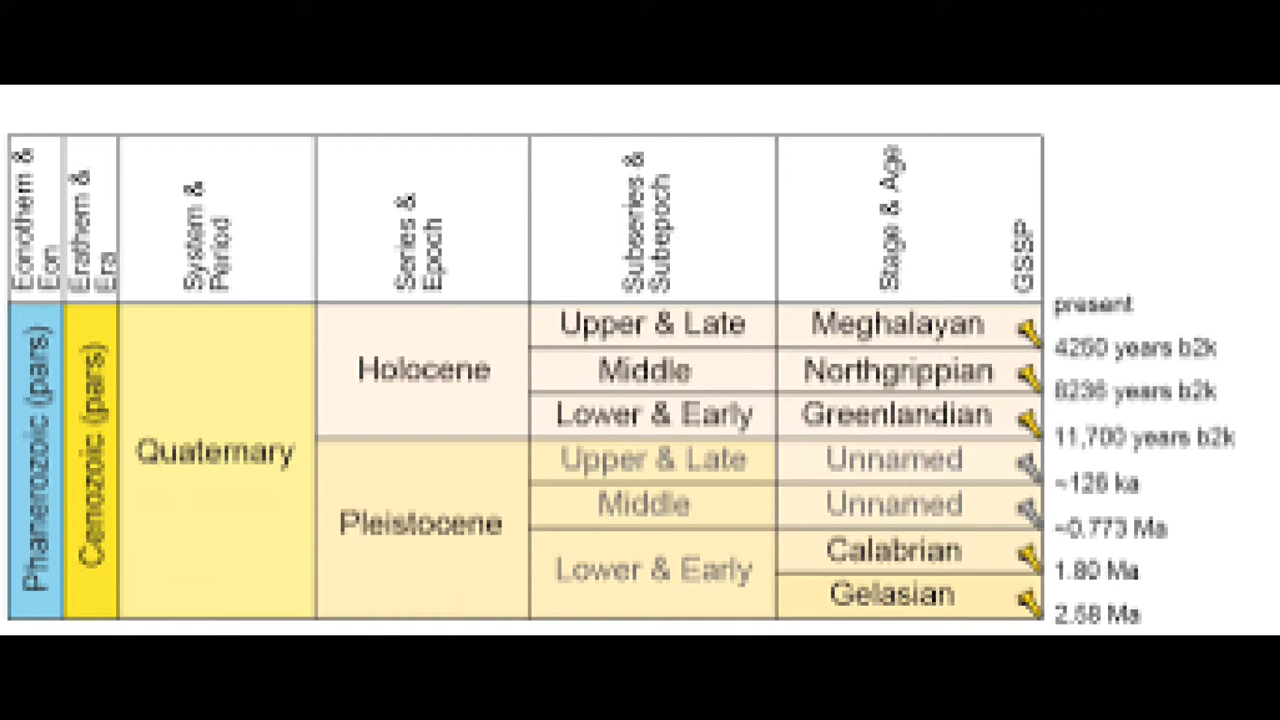 Eonothem &
Eon
Erathem &
Era
System &
Period
Series &
Epoch
Subseries &
Subepoch
Stage & Age
GSSP
Phanerozoic (pars)
Cenozoic (pars)
Quaternary
Holocene
Pleistocene
Upper & Late
Middle
Lower & Early
Upper & Late
Middle
Lower & Early
Meghalayan
Northgrippian
Greenlandian
Unnamed
Unnamed
Calabrian
Gelasian
present
4250 years b2k
8236 years b2k
11,700 years b2k
~126 ka
~0.773 Ma
1.80 Ma
2.58 Ma